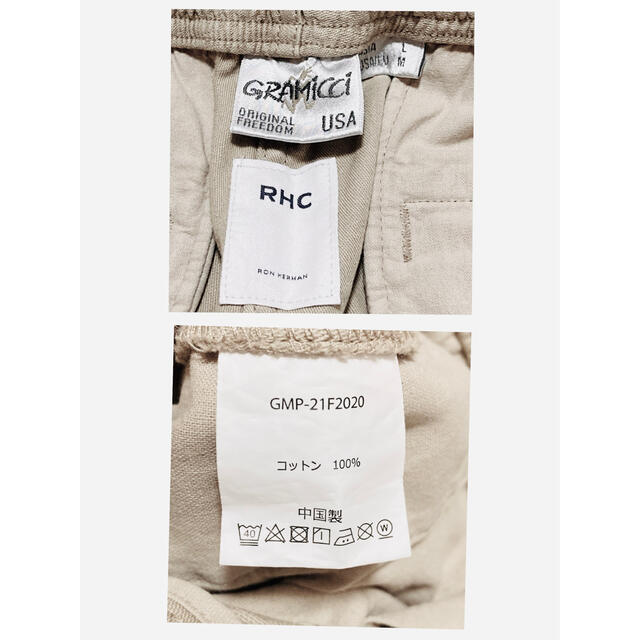 GRAMICCI
ORIGINAL
FREEDOM
USA
L
M
RHC
RON HERMAN
GMP-21F2020
コットン 100%
中国製
40
W